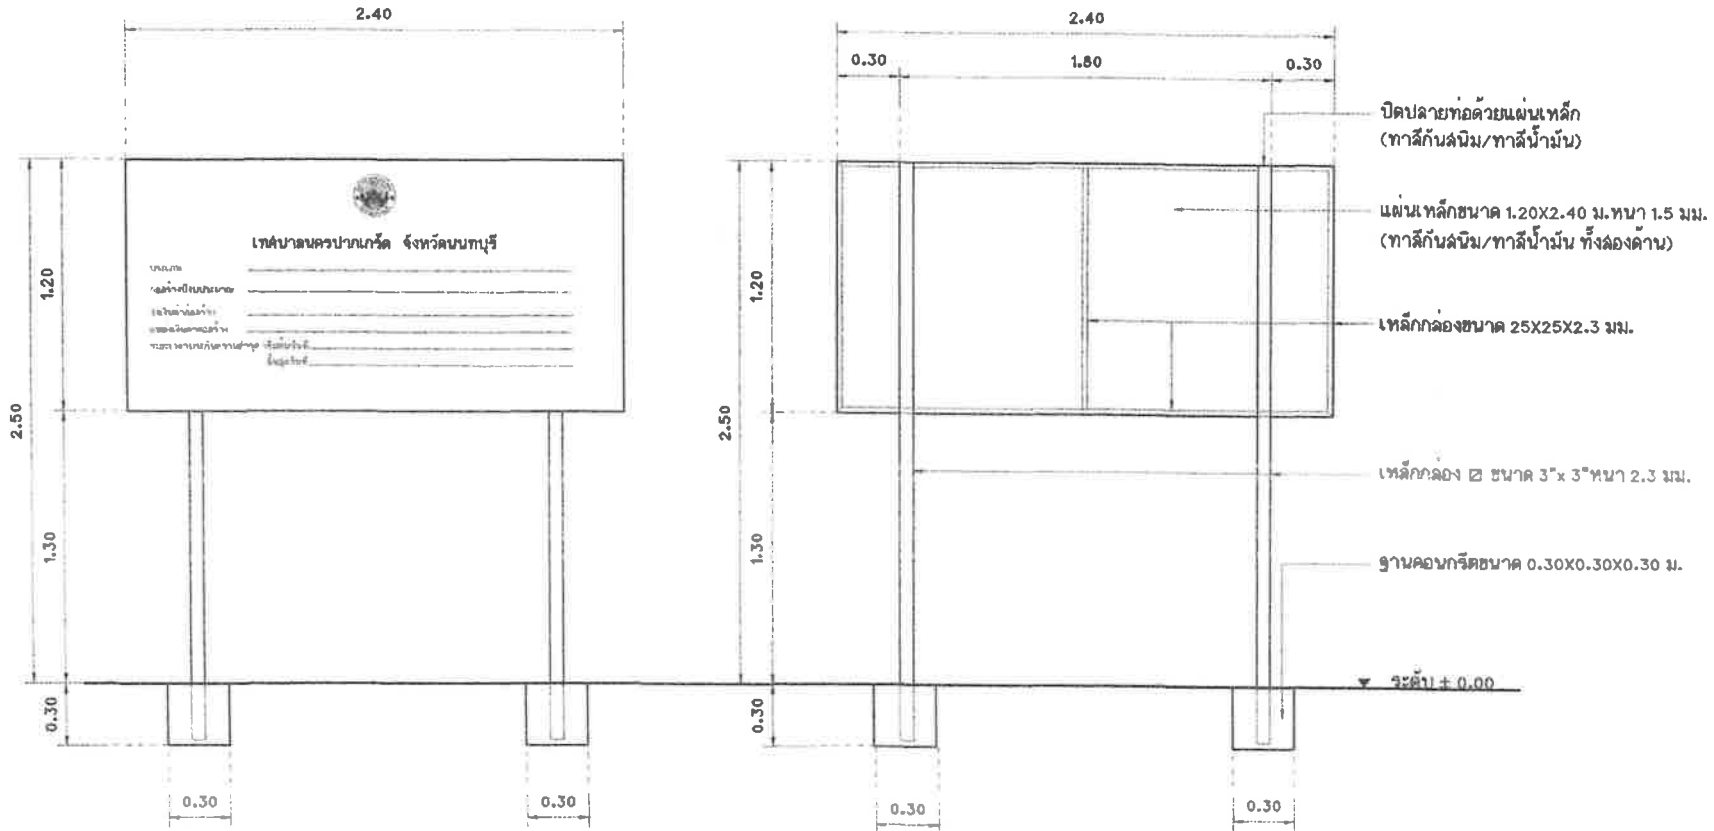 2.40
2.40
0.30 1.80 0.30
ปิดปลายท่อด้วยแผ่นเหล็ก
(ทาสีกันสนิม/ทาสีน้ำมัน)
เทศบาลนครปากเกร็ด จังหวัดนนทบุรี
แผ่นเหล็กขนาด 1.20X2.40 ม.หนา 1.5 มม.
(ทาสีกันสนิม/ทาสีน้ำมัน ทั้งสองด้าน)
1.20
2.50
1.30
0.30
1.20
2.50
1.30
0.30
เหล็กกล่องขนาด 25X25X2.3 มม.
เหล็กกล่อง ขนาด 3"x 3"หนา 2.3 มม.
ฐานคอนกรีตขนาด 0.30X0.30X0.30 ม.
ระดับ ± 0.00
0.30 0.30
0.30 0.30